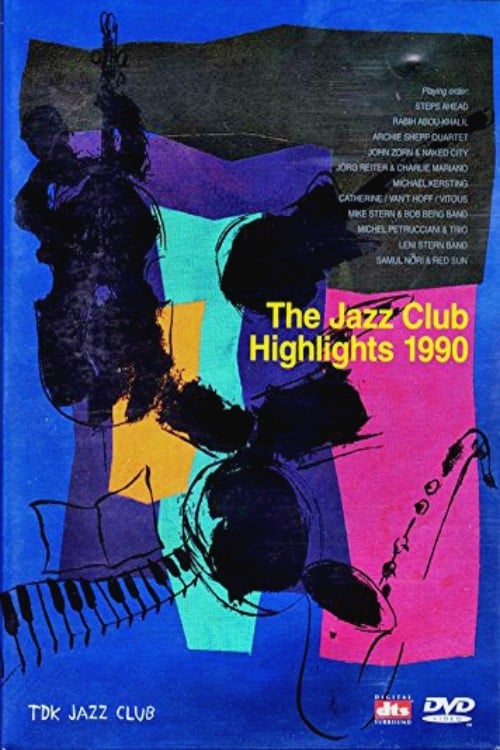 Playing order:
STEPS AHEAD
RABIH ABOU-KHALIL
ARCHIE SHEPP QUARTET
JOHN ZORN & NAKED CITY
JÖRG REITER & CHARLIE MARIANO
MICHAEL KERSTING
CATHERINE / VAN'T HOFF / VITOUS
MIKE STERN & BOB BERG BAND
MICHEL PETRUCCIANI & TRIO
LENI STERN BAND
SAMUL NORI & RED SUN
The Jazz Club
Highlights 1990
TDK JAZZ CLUB
DIGITAL
dts
SURROUND
DVD
VIDEO